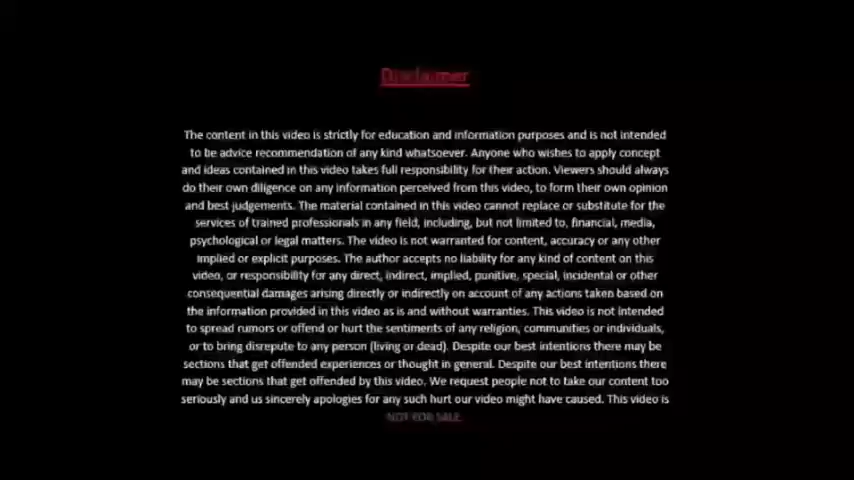 Disclaimer
The content in this video is strictly for education and information purposes and is not intended
to be advice recommendation of any kind whatsoever. Anyone who wishes to apply concept
and ideas contained in this video takes full responsibility for their action. Viewers should always
do their own diligence on any information perceived from this video, to form their own opinion
and best judgements. The material contained in this video cannot replace or substitute for the
services of trained professionals in any field, including, but not limited to, financial, media,
psychological or legal matters. The video is not warranted for content, accuracy or any other
implied or explicit purposes. The author accepts no liability for any kind of content on this
video, or responsibility for any direct, indirect, implied, punitive, special, incidental or other
consequential damages arising directly or indirectly on account of any actions taken based on
the information provided in this video as is and without warranties. This video is not intended
to spread rumors or offend or hurt the sentiments of any religion, communities or individuals,
or to bring disrepute to any person (living or dead). Despite our best intentions there may be
sections that get offended experiences or thought in general. Despite our best intentions there
may be sections that get offended by this video. We request people not to take our content too
seriously and us sincerely apologies for any such hurt our video might have caused. This video is
NOT FOR SALE.